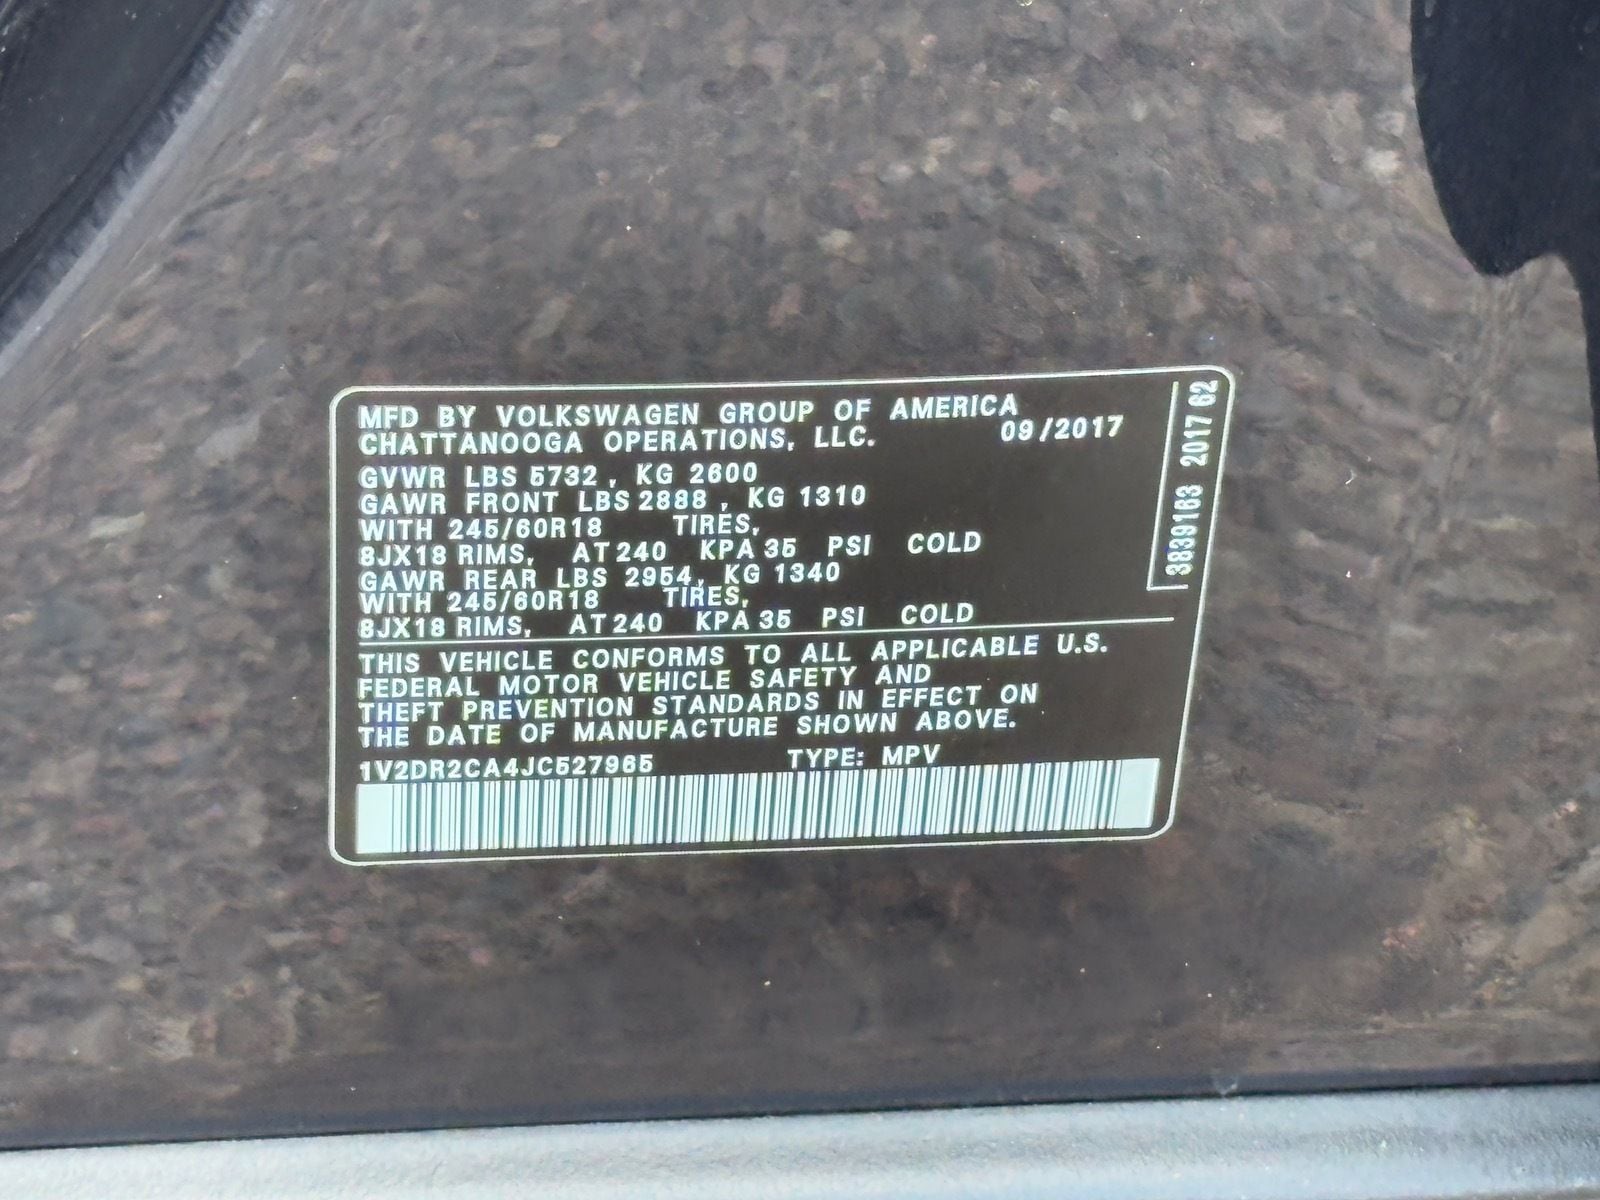 MFD BY VOLKSWAGEN GROUP OF AMERICA
CHATTANOOGA OPERATIONS, LLC. 09/2017
GVWR LBS 5732, KG 2600
GAWR FRONT LBS 2888, KG 1310
WITH 245/60R18 TIRES,
8JX18 RIMS, AT 240 KPA 35 PSI COLD
GAWR REAR LBS 2954, KG 1340
WITH 245/60R18 TIRES,
8JX18 RIMS, AT 240 KPA 35 PSI COLD
THIS VEHICLE CONFORMS TO ALL APPLICABLE U.S.
FEDERAL MOTOR VEHICLE SAFETY AND
THEFT PREVENTION STANDARDS IN EFFECT ON
THE DATE OF MANUFACTURE SHOWN ABOVE.
1V2DR2CA4JC527965 TYPE: MPV
3839163 2017 62